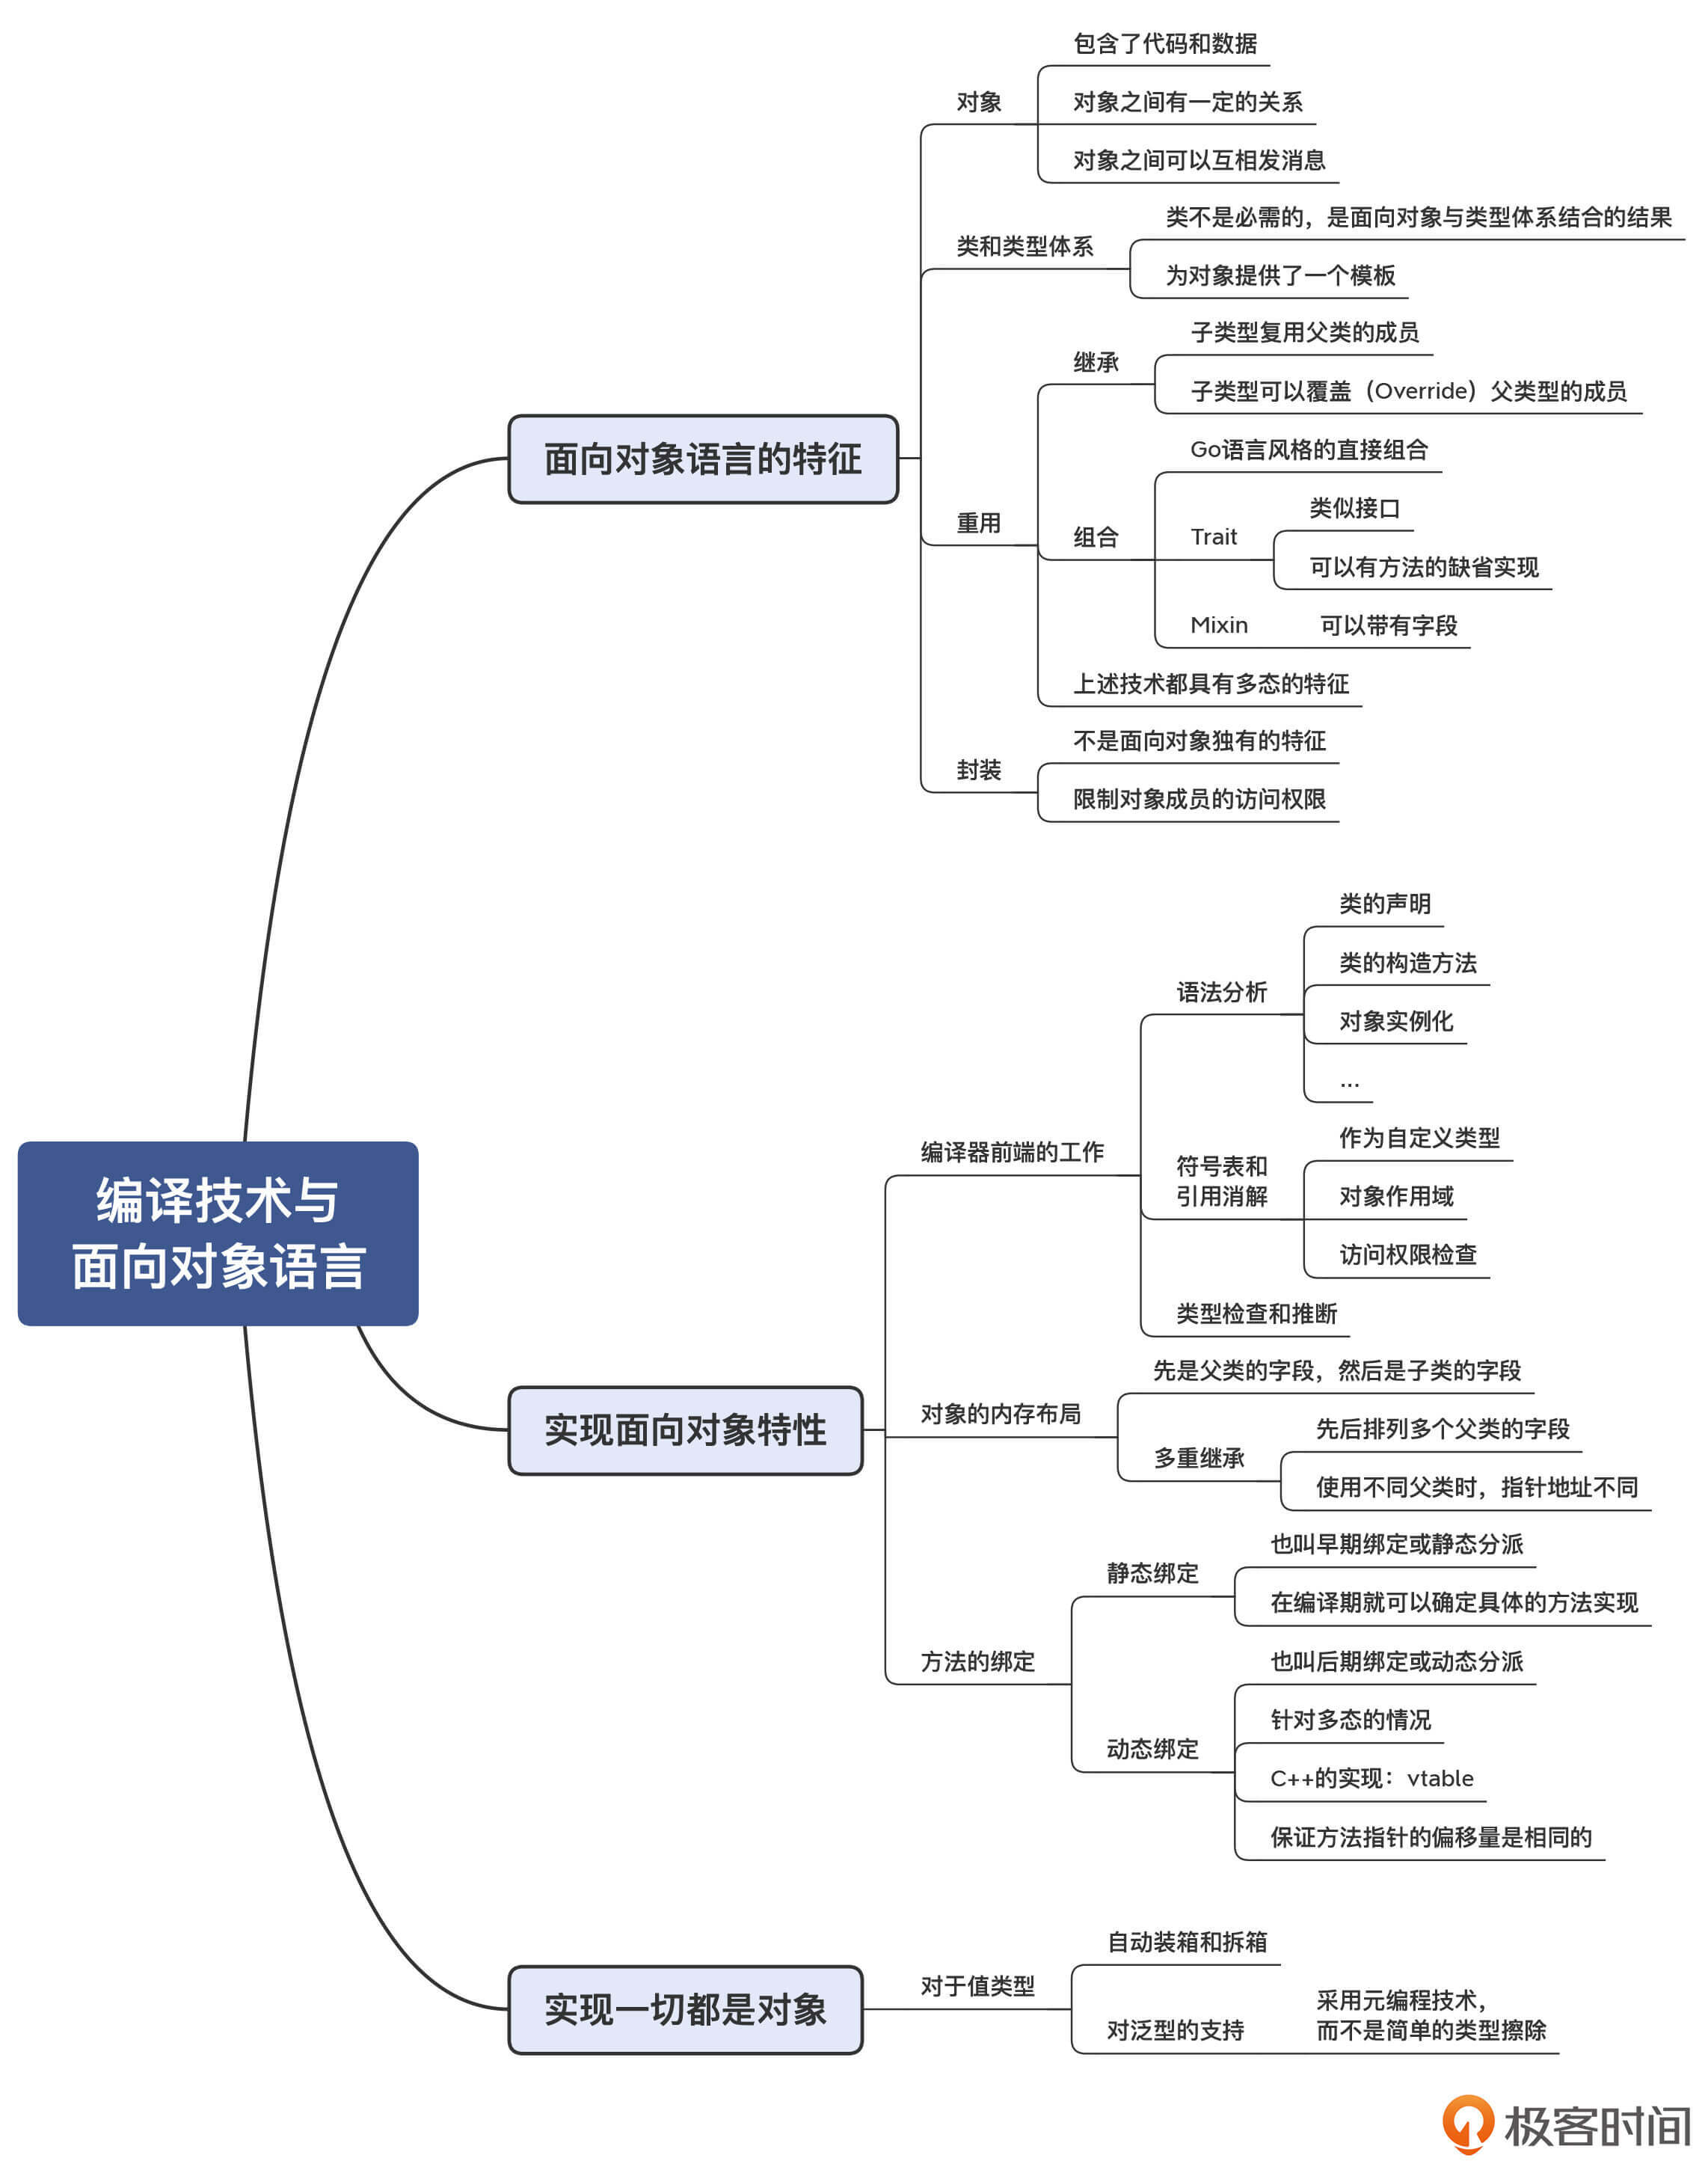 编译技术与
面向对象语言
面向对象语言的特征
对象
包含了代码和数据
对象之间有一定的关系
对象之间可以互相发消息
类和类型体系
类不是必需的，是面向对象与类型体系结合的结果
为对象提供了一个模板
重用
继承
子类型复用父类的成员
子类型可以覆盖（Override）父类型的成员
组合
Go语言风格的直接组合
Trait
类似接口
可以有方法的缺省实现
Mixin
可以带有字段
上述技术都具有多态的特征
封装
不是面向对象独有的特征
限制对象成员的访问权限
实现面向对象特性
编译器前端的工作
语法分析
类的声明
类的构造方法
对象实例化
...
符号表和
引用消解
作为自定义类型
对象作用域
访问权限检查
类型检查和推断
对象的内存布局
先是父类的字段，然后是子类的字段
多重继承
先后排列多个父类的字段
使用不同父类时，指针地址不同
方法的绑定
静态绑定
也叫早期绑定或静态分派
在编译期就可以确定具体的方法实现
动态绑定
也叫后期绑定或动态分派
针对多态的情况
C++的实现：vtable
保证方法指针的偏移量是相同的
实现一切都是对象
对于值类型
自动装箱和拆箱
对泛型的支持
采用元编程技术，
而不是简单的类型擦除
极客时间